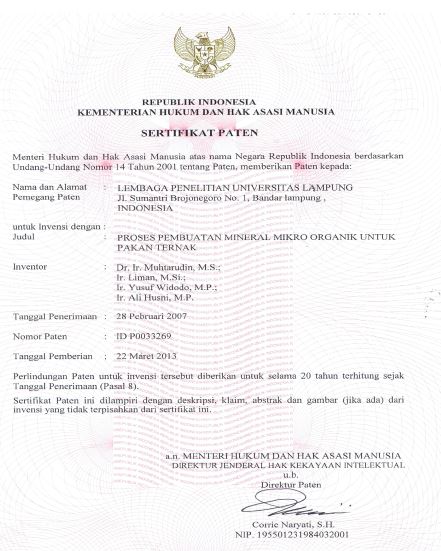 REPUBLIK INDONESIA
KEMENTERIAN HUKUM DAN HAK ASASI MANUSIA
SERTIFIKAT PATEN
Menteri Hukum dan Hak Asasi Manusia atas nama Negara Republik Indonesia berdasarkan
Undang-Undang Nomor 14 Tahun 2001 tentang Paten, memberikan Paten kepada:
Nama dan Alamat : LEMBAGA PENELITIAN UNIVERSITAS LAMPUNG
Pemegang Paten Jl. Sumantri Brojonegoro No. 1, Bandar lampung ,
INDONESIA
untuk Invensi dengan :
Judul : PROSES PEMBUATAN MINERAL MIKRO ORGANIK UNTUK
PAKAN TERNAK
Inventor : Dr. Ir. Muhtarudin, M.S.;
Ir. Liman, M.Si.;
Ir. Yusuf Widodo, M.P.;
Ir. Ali Husni, M.P.
Tanggal Penerimaan : 28 Pebruari 2007
Nomor Paten : ID P0033269
Tanggal Pemberian : 22 Maret 2013
Perlindungan Paten untuk invensi tersebut diberikan untuk selama 20 tahun terhitung sejak
Tanggal Penerimaan (Pasal 8).
Sertifikat Paten ini dilampiri dengan deskripsi, klaim, abstrak dan gambar (jika ada) dari
invensi yang tidak terpisahkan dari sertifikat ini.
a.n. MENTERI HUKUM DAN HAK ASASI MANUSIA
DIREKTUR JENDERAL HAK KEKAYAAN INTELEKTUAL
u.b.
Direktur Paten
Corrie Naryati, S.H.
NIP. 195501231984032001